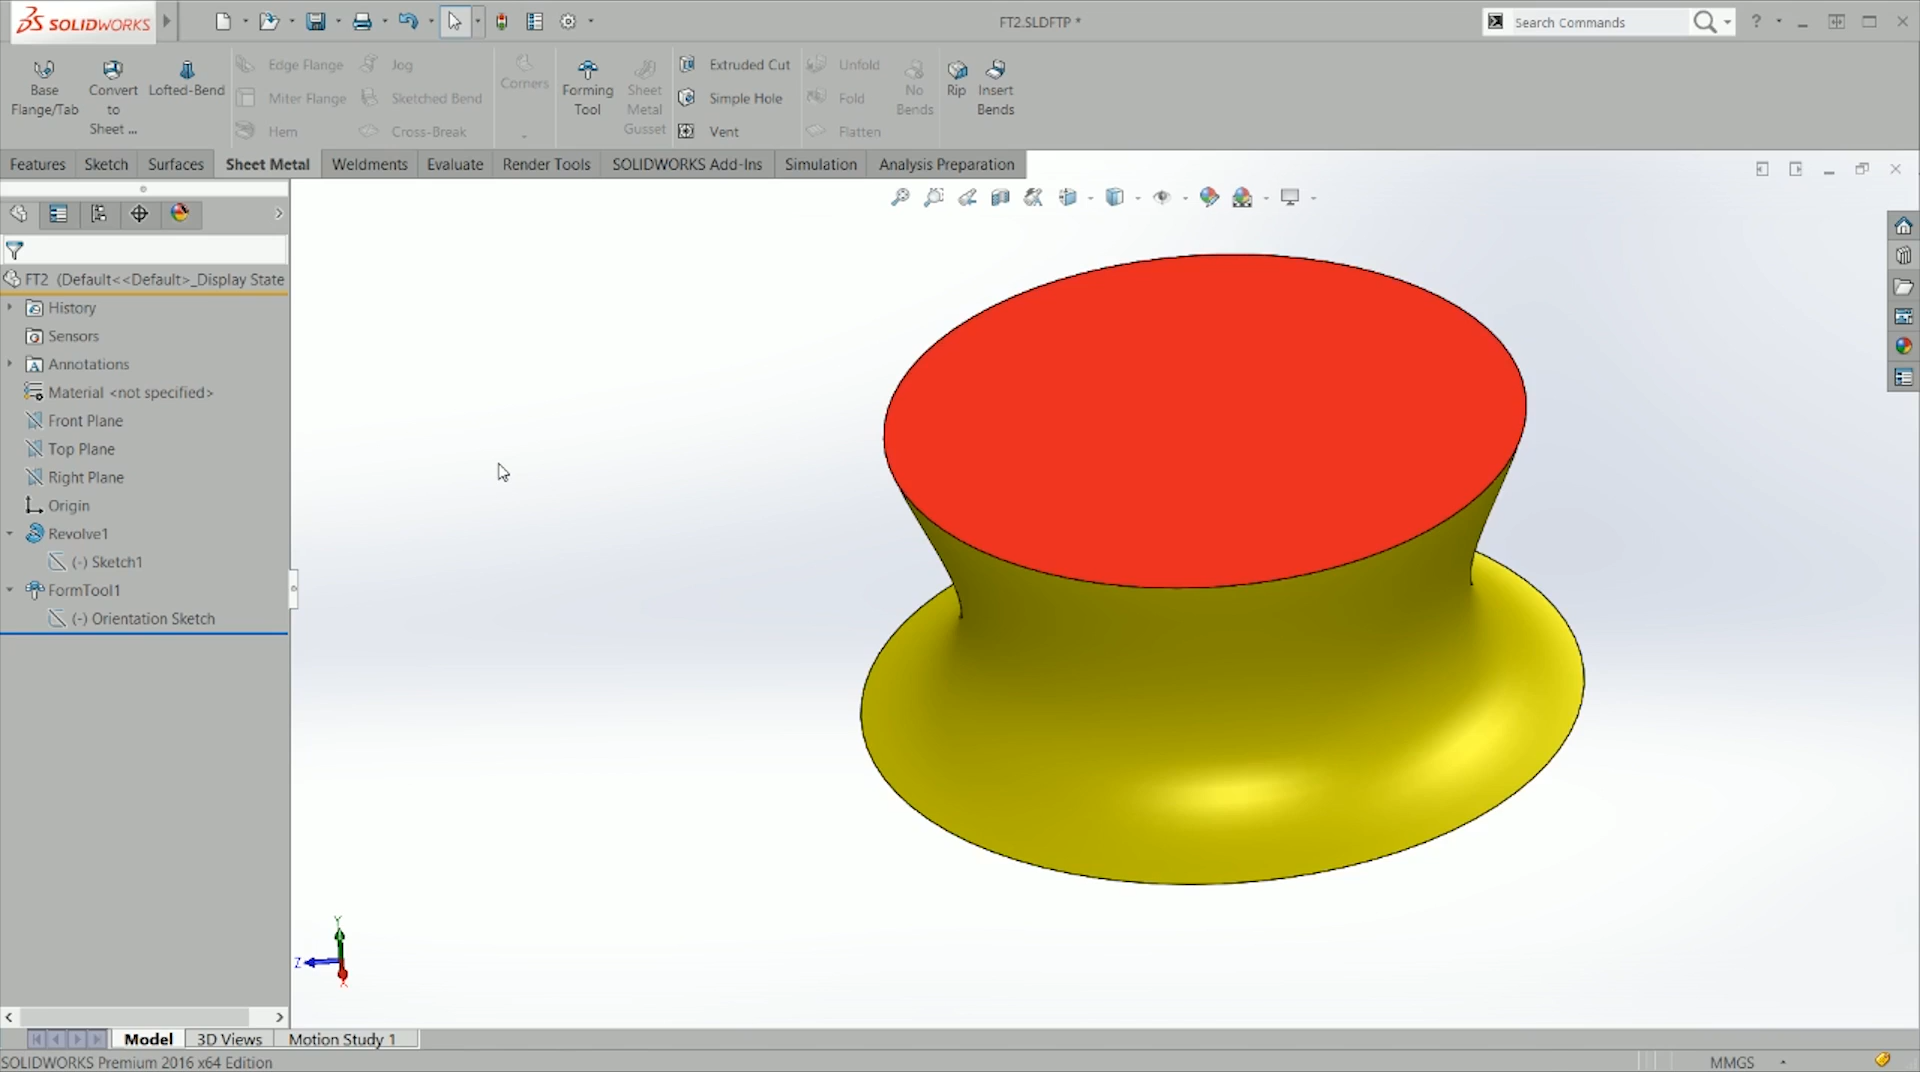 SOLIDWORKS
FT2.SLDFTP *
Search Commands
?
Base Flange/Tab
Convert to Sheet ...
Lofted-Bend
Edge Flange
Miter Flange
Hem
Jog
Sketched Bend
Cross-Break
Corners
Forming Tool
Sheet Metal Gusset
Extruded Cut
Simple Hole
Vent
Unfold
Fold
Flatten
No Bends
Rip
Insert Bends
Features
Sketch
Surfaces
Sheet Metal
Weldments
Evaluate
Render Tools
SOLIDWORKS Add-Ins
Simulation
Analysis Preparation
FT2 (Default<<Default>_Display State
History
Sensors
Annotations
Material <not specified>
Front Plane
Top Plane
Right Plane
Origin
Revolve1
(-) Sketch1
FormTool1
(-) Orientation Sketch
Y
Z
X
Model
3D Views
Motion Study 1
SOLIDWORKS Premium 2016 x64 Edition
MMGS